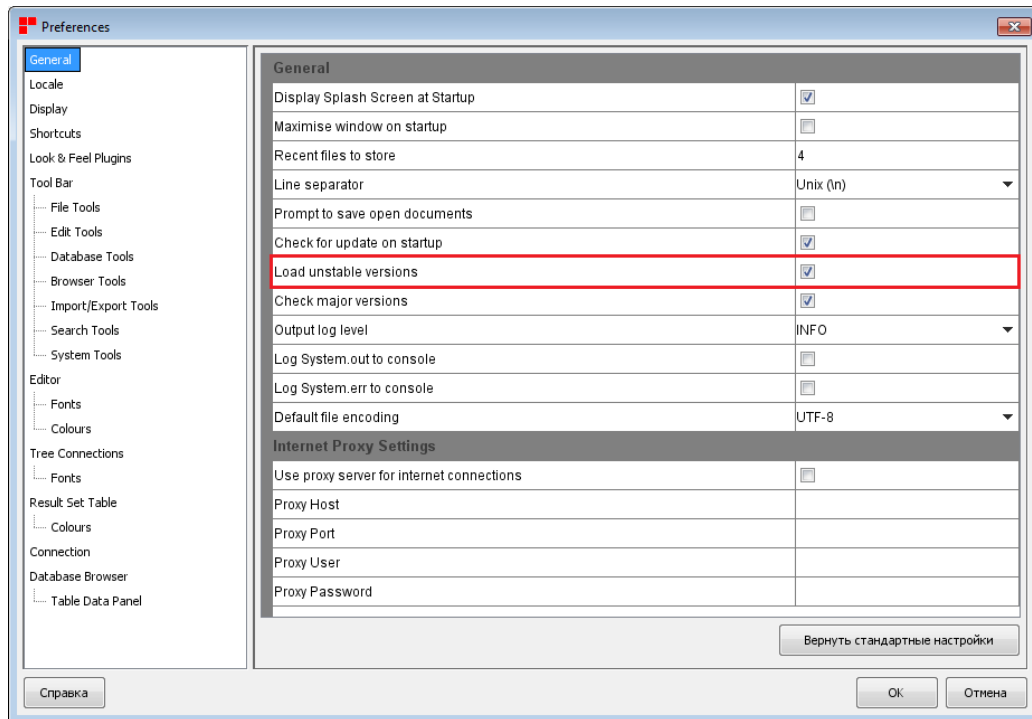 Preferences
General
Locale
Display
Shortcuts
Look & Feel Plugins
Tool Bar
File Tools
Edit Tools
Database Tools
Browser Tools
Import/Export Tools
Search Tools
System Tools
Editor
Fonts
Colours
Tree Connections
Fonts
Result Set Table
Colours
Connection
Database Browser
Table Data Panel
General
Display Splash Screen at Startup
Maximise window on startup
Recent files to store 4
Line separator Unix (\n)
Prompt to save open documents
Check for update on startup
Load unstable versions
Check major versions
Output log level INFO
Log System.out to console
Log System.err to console
Default file encoding UTF-8
Internet Proxy Settings
Use proxy server for internet connections
Proxy Host
Proxy Port
Proxy User
Proxy Password
Вернуть стандартные настройки
Справка OK Отмена